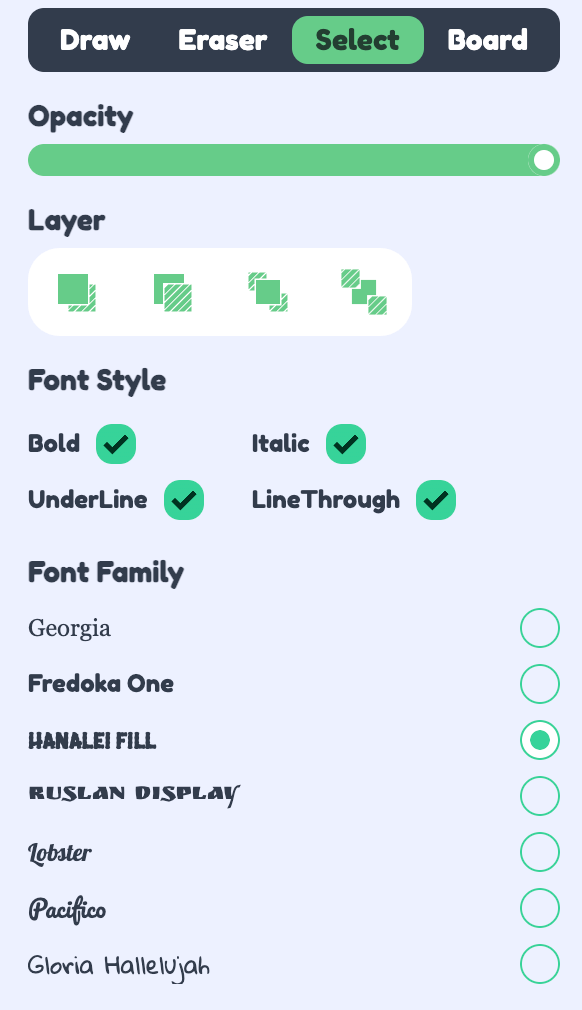 Draw Eraser Select Board
Opacity
Layer
Font Style
Bold Italic
UnderLine LineThrough
Font Family
Georgia
Fredoka One
HANALEI FILL
RUSLAN DISPLAY
Lobster
Pacifico
Gloria Hallelujah